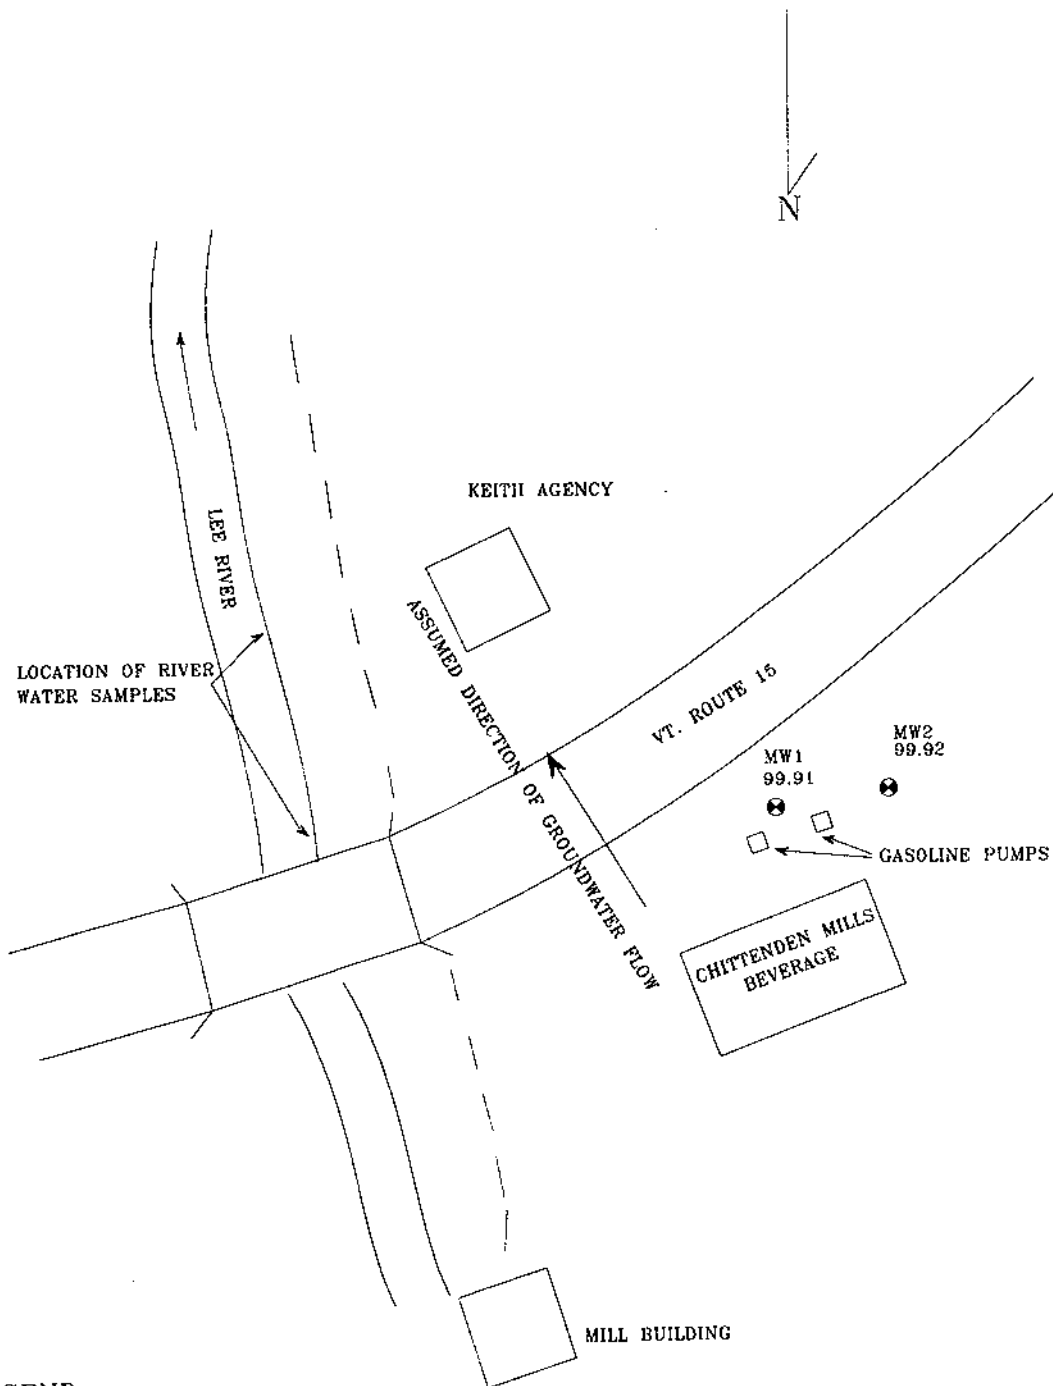 N
KEITH AGENCY
LEE RIVER
ASSUMED DIRECTION OF GROUNDWATER FLOW
LOCATION OF RIVER
WATER SAMPLES
VT. ROUTE 15
MW1
99.91
MW2
99.92
GASOLINE PUMPS
CHITTENDEN MILLS
BEVERAGE
MILL BUILDING